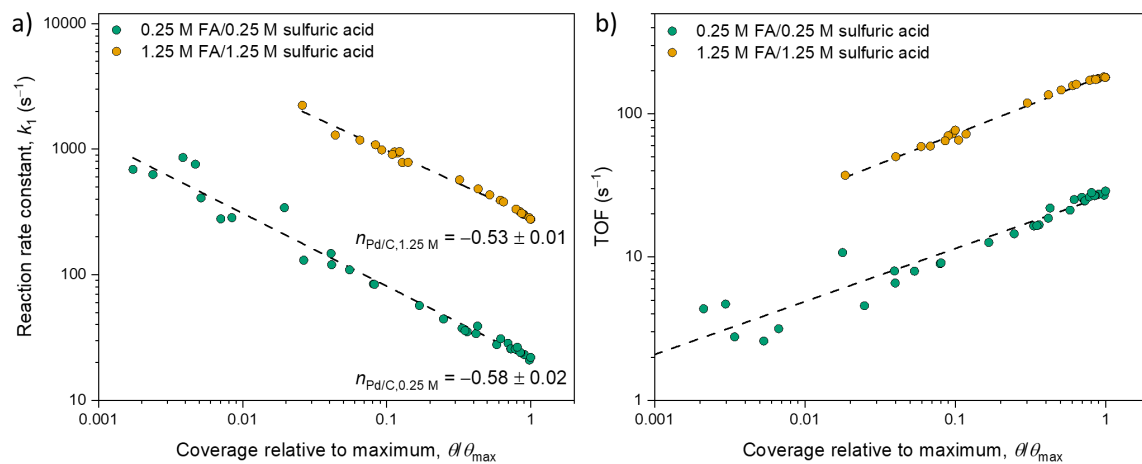 a)
0.25 M FA/0.25 M sulfuric acid
1.25 M FA/1.25 M sulfuric acid
10000
1000
100
10
Reaction rate constant, k₁ (s⁻¹)
n Pd/C,1.25 M = −0.53 ± 0.01
n Pd/C,0.25 M = −0.58 ± 0.02
0.001 0.01 0.1 1
Coverage relative to maximum, θ/θmax
b)
0.25 M FA/0.25 M sulfuric acid
1.25 M FA/1.25 M sulfuric acid
100
10
1
TOF (s⁻¹)
0.001 0.01 0.1 1
Coverage relative to maximum, θ/θmax